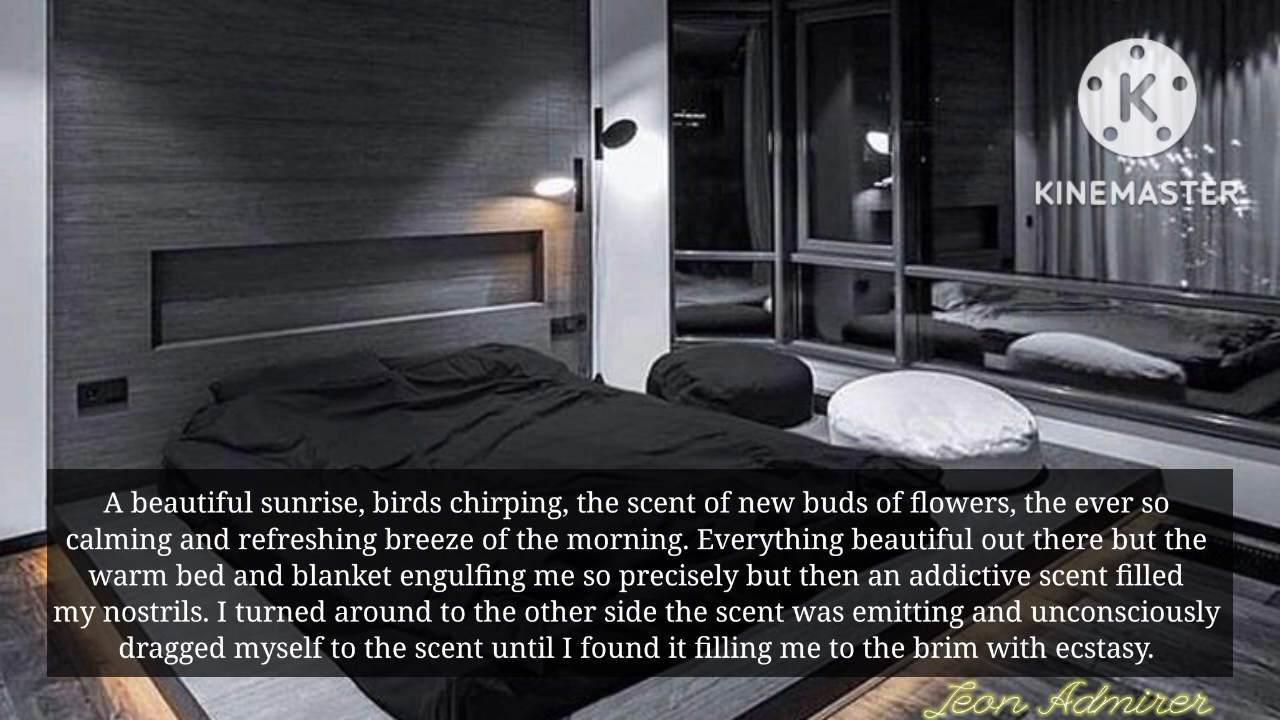 K
KINEMASTER
A beautiful sunrise, birds chirping, the scent of new buds of flowers, the ever so
calming and refreshing breeze of the morning. Everything beautiful out there but the
warm bed and blanket engulfing me so precisely but then an addictive scent filled
my nostrils. I turned around to the other side the scent was emitting and unconsciously
dragged myself to the scent until I found it filling me to the brim with ecstasy.
Leon Admirer